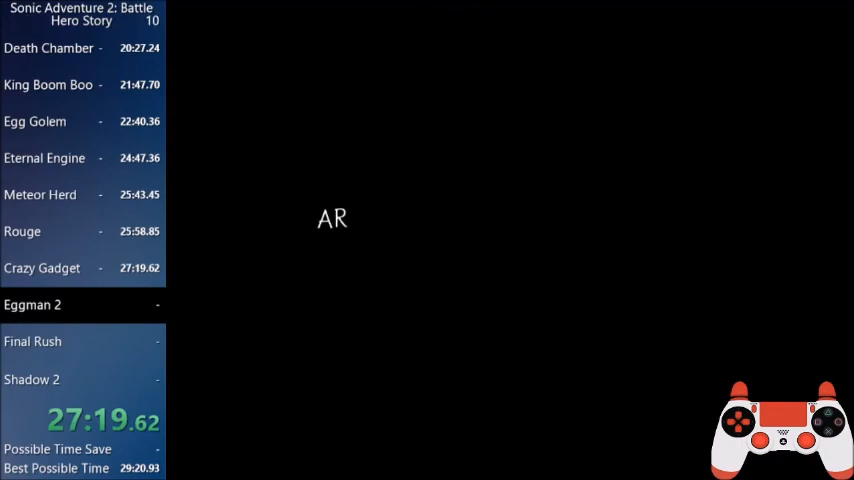 Sonic Adventure 2: Battle
Hero Story 10
Death Chamber - 20:27.24
King Boom Boo - 21:47.70
Egg Golem - 22:40.36
Eternal Engine - 24:47.36
Meteor Herd - 25:43.45
Rouge - 25:58.85
Crazy Gadget - 27:19.62
Eggman 2 -
Final Rush -
Shadow 2 -
27:19.62
Possible Time Save -
Best Possible Time 29:20.93
AR